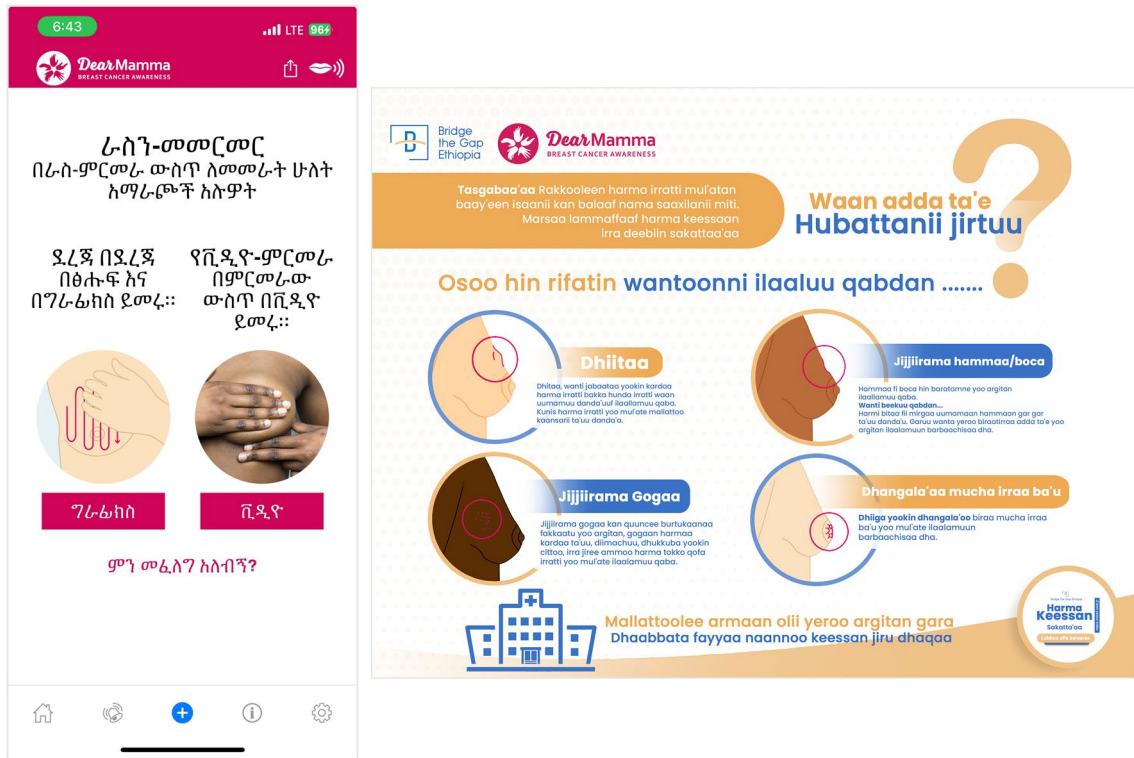 6:43
LTE 96
DearMamma
BREAST CANCER AWARENESS
ራስን-መመርመር
በራስ-ምርመራ ውስጥ ለመመራት ሁለት
አማራጮች አሉዎት
ደረጃ በደረጃ
በፅሑፍ እና
በግራፊክስ ይመሩ።
የቪዲዮ-ምርመራ
በምርመራው
ውስጥ በቪዲዮ
ይመሩ።
ግራፊክስ
ቪዲዮ
ምን መፈለግ አለብኝ?
Bridge
the Gap
Ethiopia
DearMamma
BREAST CANCER AWARENESS
Tasgabaa'aa Rakkooleen harma irratti mul'atan
baay'een isaanii kan balaaf nama saaxilanii miti.
Marsaa lammaffaaf harma keessaan
irra deebiin sakattaa'aa
Waan adda ta'e
Hubattanii jirtuu
?
Osoo hin rifatin wantoonni ilaaluu qabdan .......
Dhiitaa
Dhitaa, wanti jabaataa yookin kardaa
harma irratti bakka hunda irratti waan
uumamuu danda'uuf ilaallamuu qaba.
Kunis harma irratti yoo mul'ate mallattoo
kaansarii ta'uu danda'a.
Jijjiirama hammaa/boca
Hammaa fi boca hin baratamne yoo argitan
ilaallamuu qaba.
Wanti beekuu qabdan...
Harmi bitaa fii mirgaa uumamaan hammaan gar gar
ta'uu danda'u. Garuu wanta yeroo biraatirraa adda ta'e yoo
argitan ilaalamuun barbaachisaa dha.
Jijjiirama Gogaa
Jijjiirama gogaa kan quuncee burtukaanaa
fakkaatu yoo argitan, gogaan harmaa
kardaa ta'uu, diimachuu, dhukkuba yookin
cittoo, irra jiree ammoo harma tokko qofa
irratti yoo mul'ate ilaallamuu qaba.
Dhangala'aa mucha irraa ba'u
Dhiiga yookin dhangala'oo biraa mucha irraa
ba'u yoo mul'ate ilaalamuun
barbaachisaa dha.
Mallattoolee armaan olii yeroo argitan gara
Dhaabbata fayyaa naannoo keessan jiru dhaqaa
Harma
Keessan
Sakatta'aa